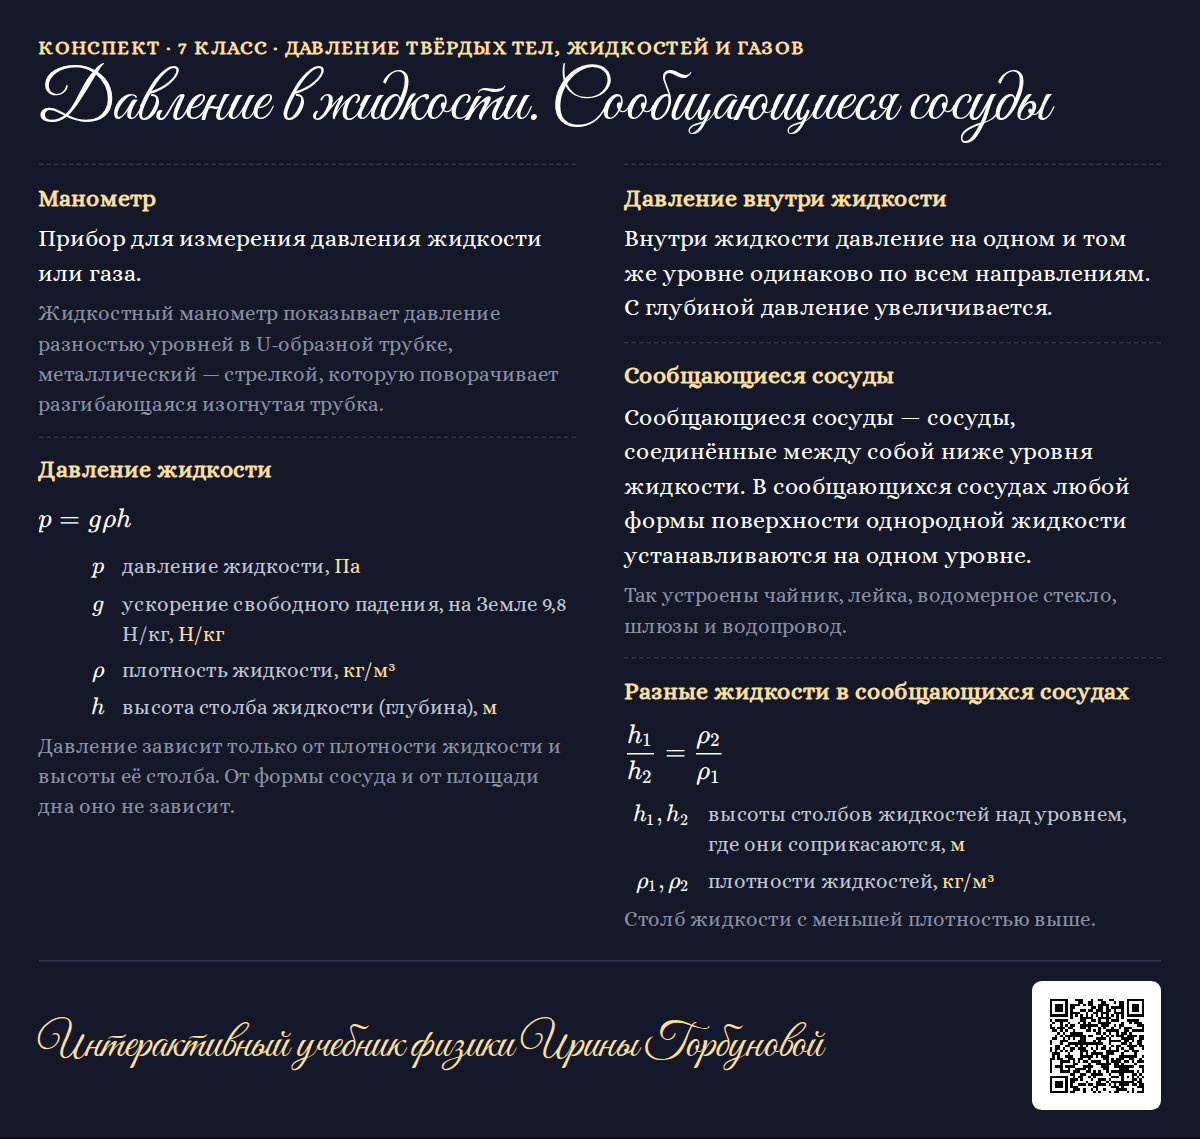 КОНСПЕКТ · 7 КЛАСС · ДАВЛЕНИЕ ТВЁРДЫХ ТЕЛ, ЖИДКОСТЕЙ И ГАЗОВ
Давление в жидкости. Сообщающиеся сосуды
Манометр
Прибор для измерения давления жидкости
или газа.
Жидкостный манометр показывает давление
разностью уровней в U-образной трубке,
металлический — стрелкой, которую поворачивает
разгибающаяся изогнутая трубка.
Давление жидкости
p = gρh
p давление жидкости, Па
g ускорение свободного падения, на Земле 9,8
Н/кг, Н/кг
ρ плотность жидкости, кг/м³
h высота столба жидкости (глубина), м
Давление зависит только от плотности жидкости и
высоты её столба. От формы сосуда и от площади
дна оно не зависит.
Давление внутри жидкости
Внутри жидкости давление на одном и том
же уровне одинаково по всем направлениям.
С глубиной давление увеличивается.
Сообщающиеся сосуды
Сообщающиеся сосуды — сосуды,
соединённые между собой ниже уровня
жидкости. В сообщающихся сосудах любой
формы поверхности однородной жидкости
устанавливаются на одном уровне.
Так устроены чайник, лейка, водомерное стекло,
шлюзы и водопровод.
Разные жидкости в сообщающихся сосудах
h₁/h₂ = ρ₂/ρ₁
h₁, h₂ высоты столбов жидкостей над уровнем,
где они соприкасаются, м
ρ₁, ρ₂ плотности жидкостей, кг/м³
Столб жидкости с меньшей плотностью выше.
Интерактивный учебник физики Ирины Горбуновой